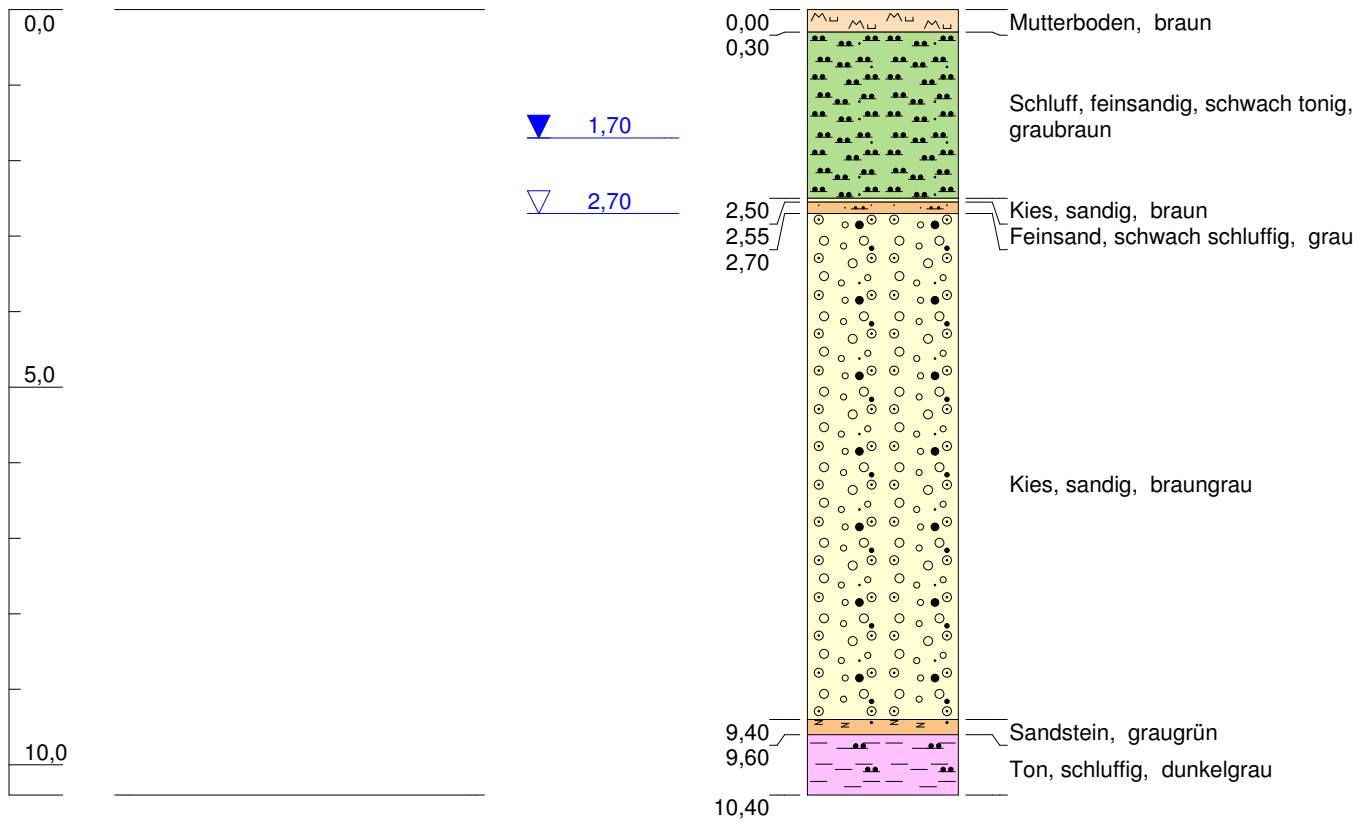 0,0
5,0
10,0
1,70
2,70
0,00
0,30
2,50
2,55
2,70
9,40
9,60
10,40
Mutterboden, braun
Schluff, feinsandig, schwach tonig,
graubraun
Kies, sandig, braun
Feinsand, schwach schluffig, grau
Kies, sandig, braungrau
Sandstein, graugrün
Ton, schluffig, dunkelgrau